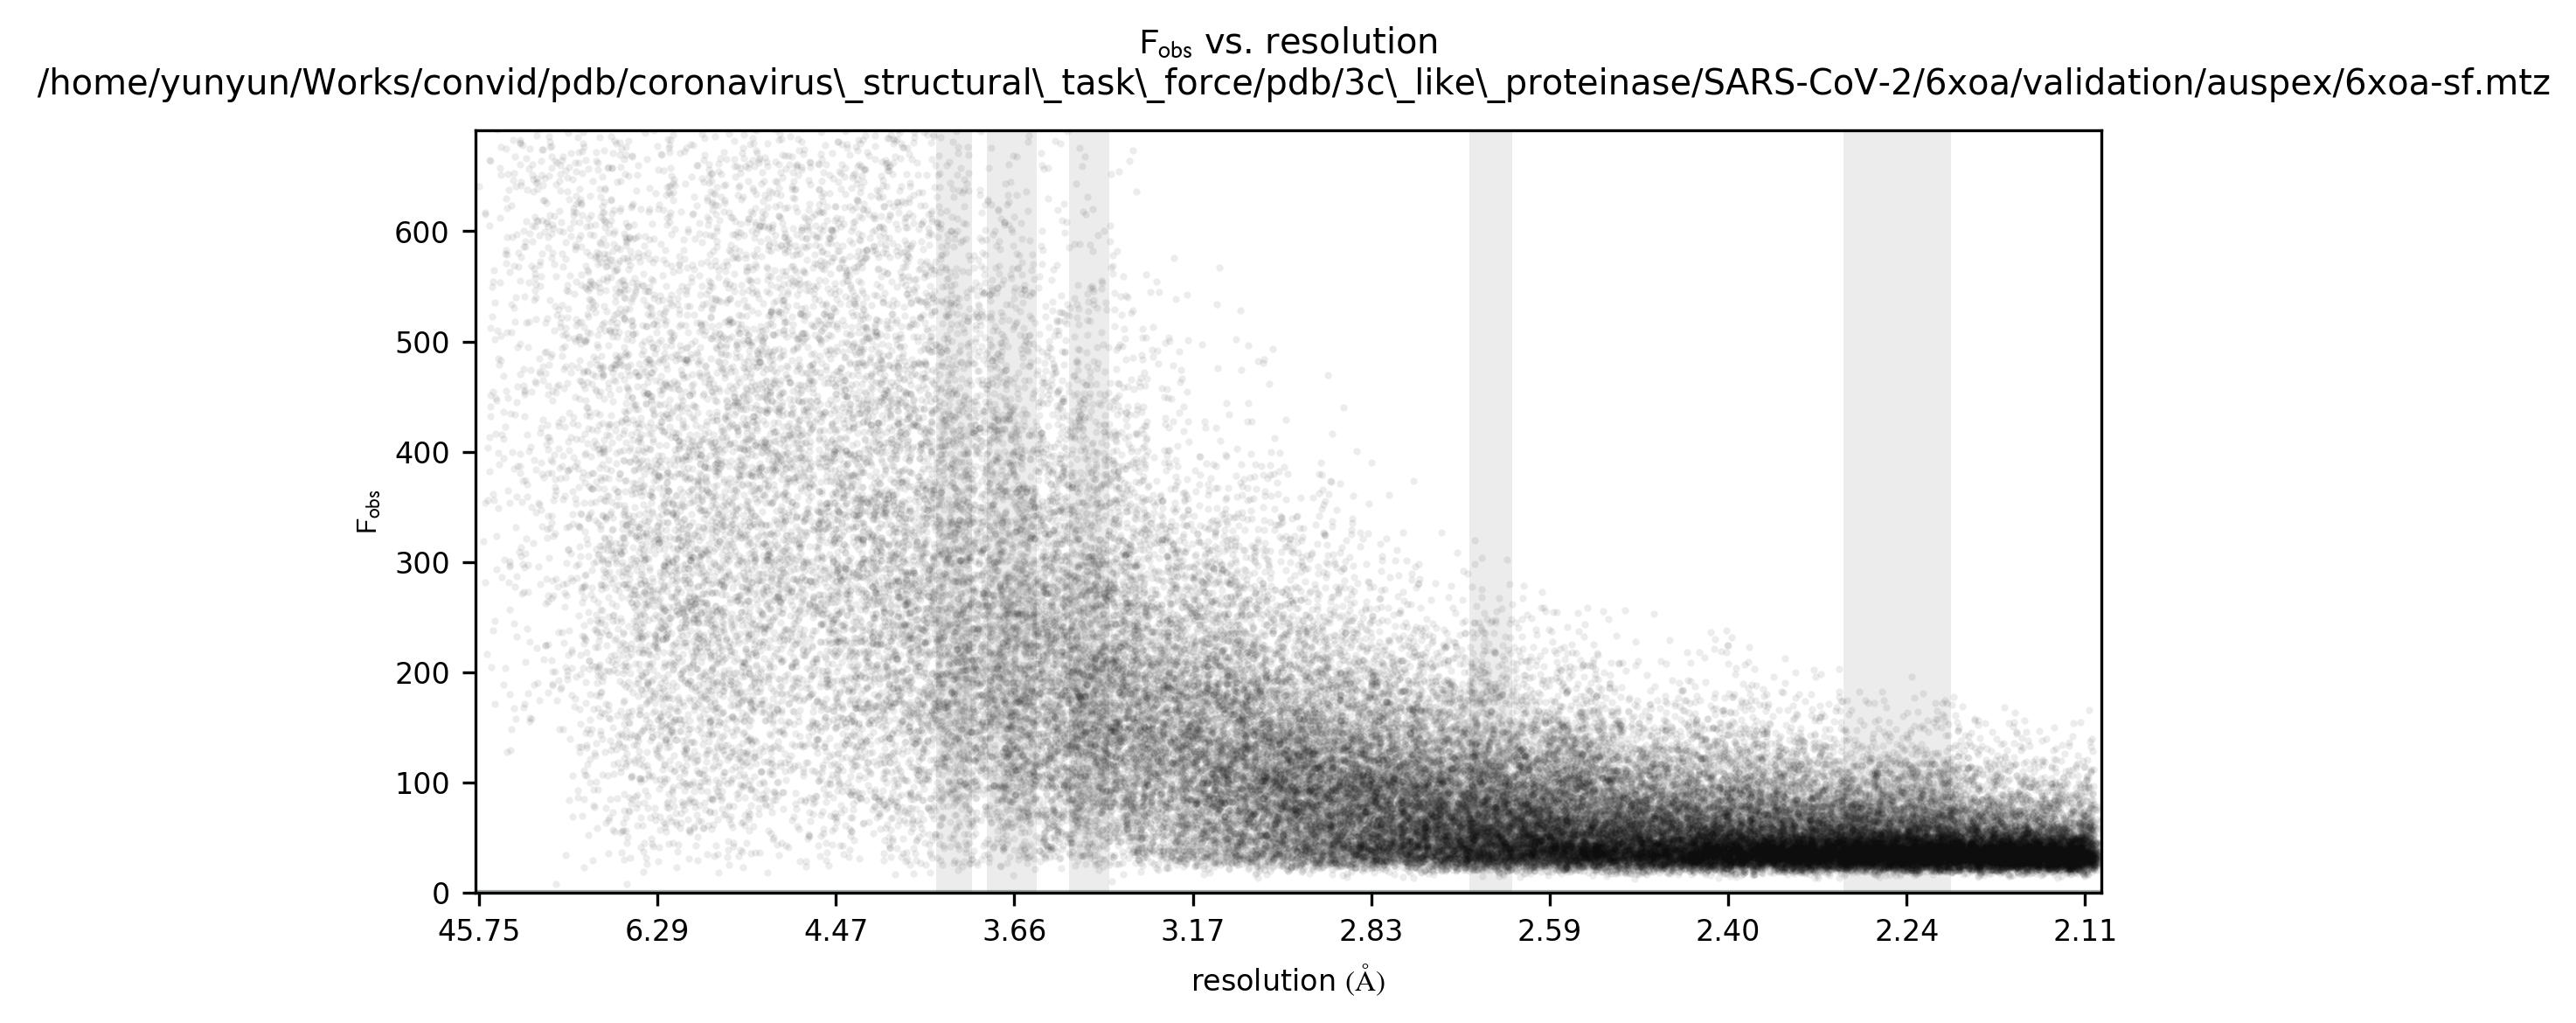 F_obs vs. resolution
/home/yunyun/Works/convid/pdb/coronavirus\_structural\_task\_force/pdb/3c\_like\_proteinase/SARS-CoV-2/6xoa/validation/auspex/6xoa-sf.mtz
600
500
400
300
200
100
0
F_obs
45.75 6.29 4.47 3.66 3.17 2.83 2.59 2.40 2.24 2.11
resolution (Å)